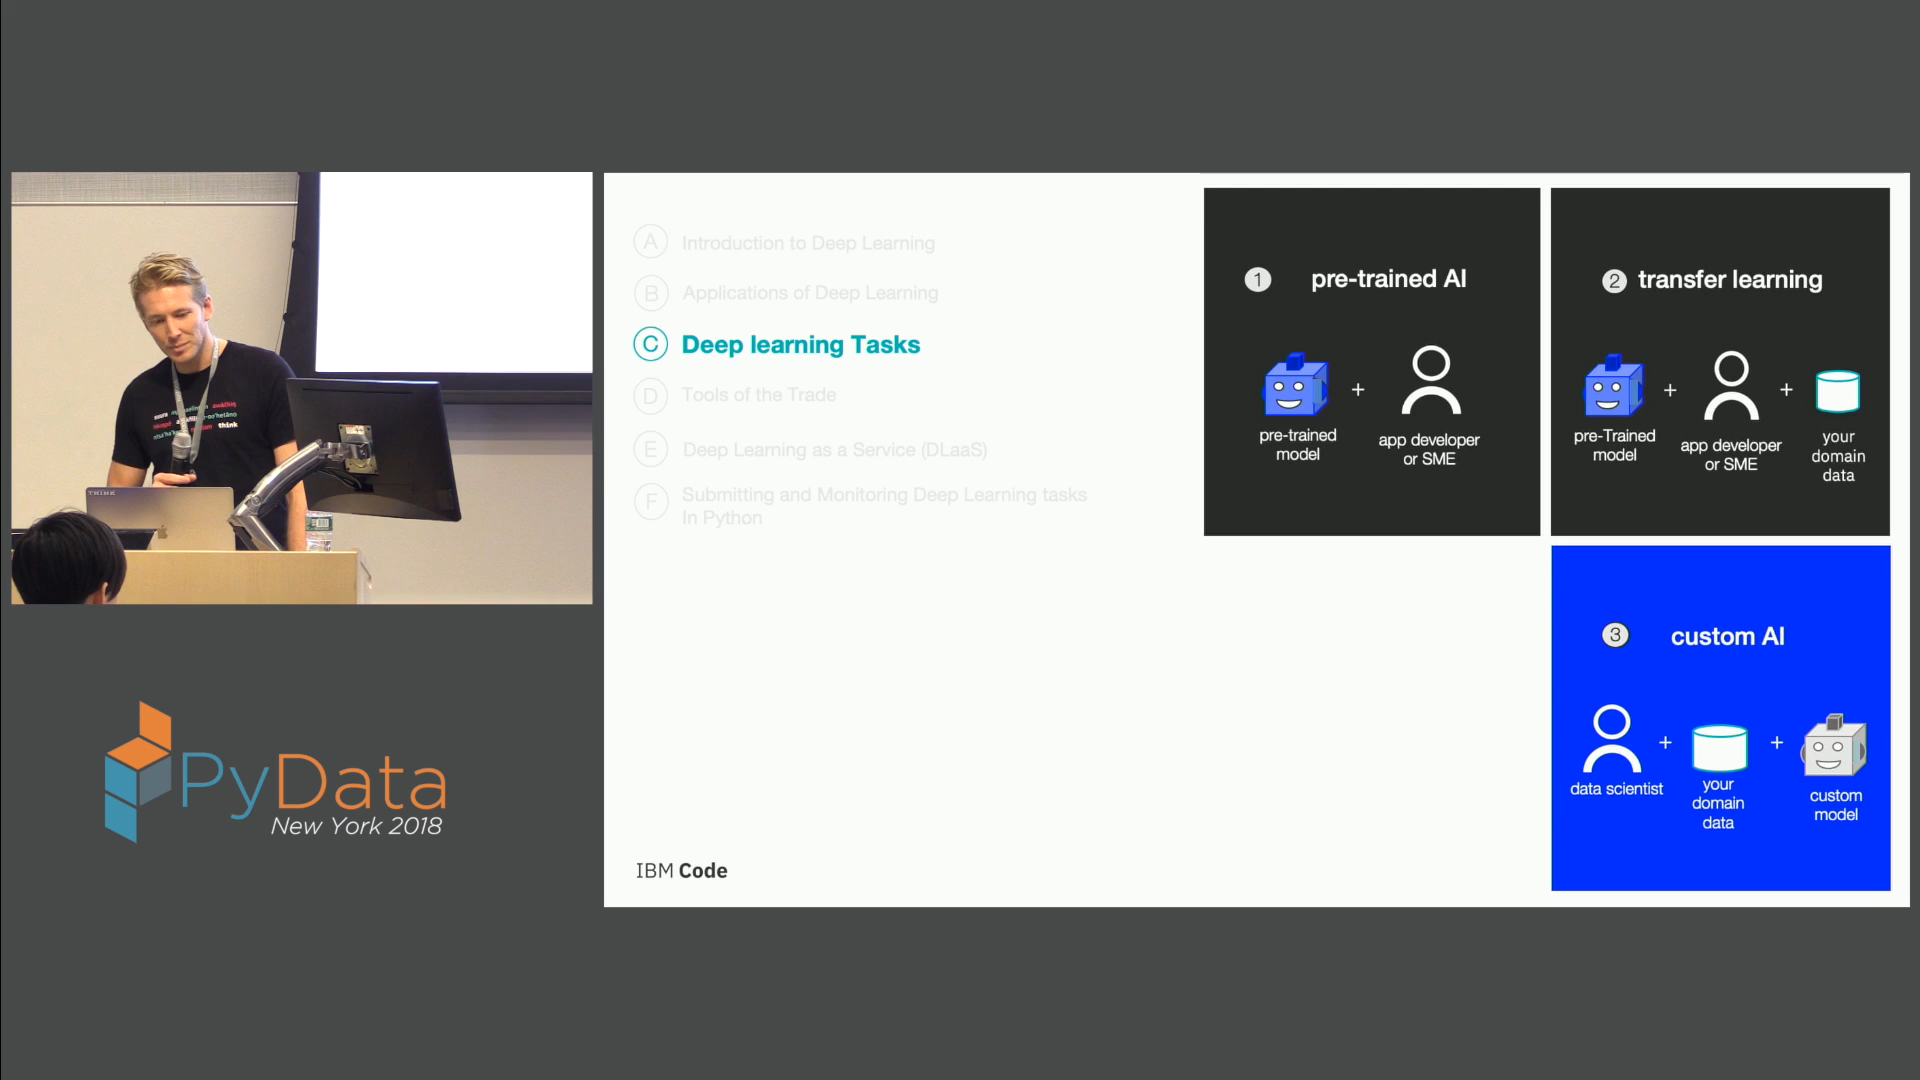 THINK
think
PyData
New York 2018
A Introduction to Deep Learning
B Applications of Deep Learning
C Deep learning Tasks
D Tools of the Trade
E Deep Learning as a Service (DLaaS)
F Submitting and Monitoring Deep Learning tasks
In Python
IBM Code
1 pre-trained AI
+
pre-trained
model
app developer
or SME
2 transfer learning
+ +
pre-Trained
model
app developer
or SME
your
domain
data
3 custom AI
+ +
data scientist
your
domain
data
custom
model